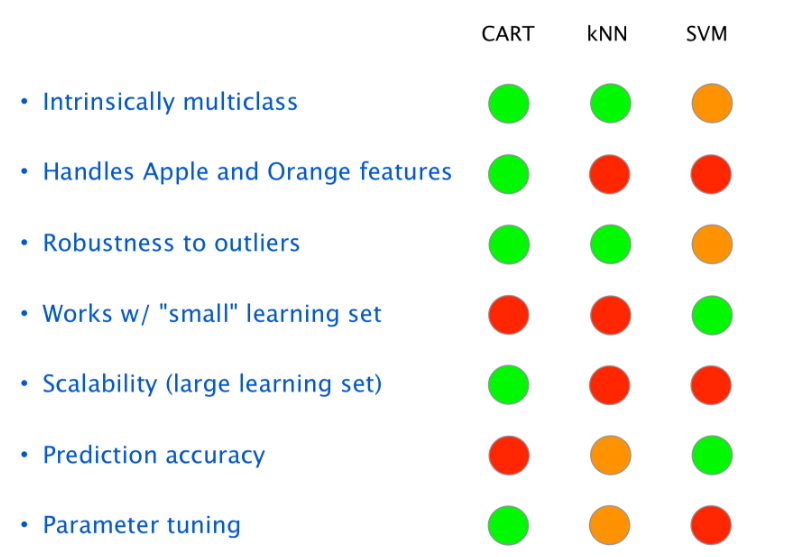 CART kNN SVM
• Intrinsically multiclass
• Handles Apple and Orange features
• Robustness to outliers
• Works w/ "small" learning set
• Scalability (large learning set)
• Prediction accuracy
• Parameter tuning